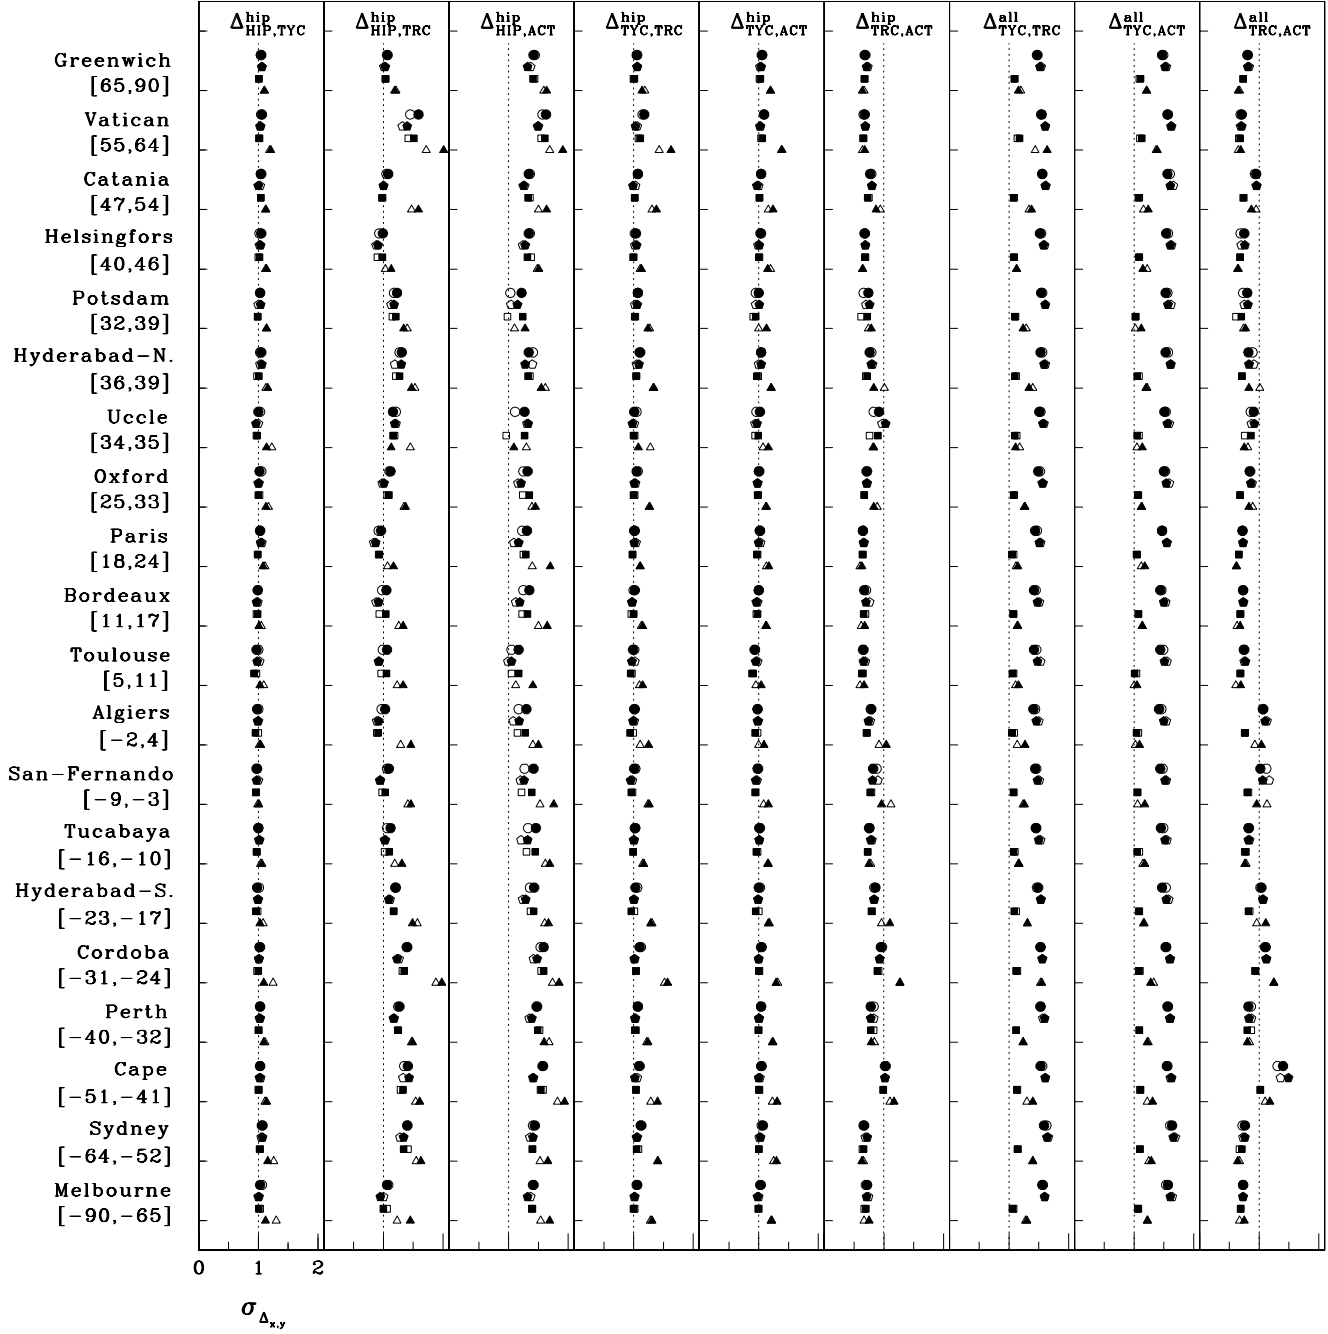 Δ^hip_HIP,TYC Δ^hip_HIP,TRC Δ^hip_HIP,ACT Δ^hip_TYC,TRC Δ^hip_TYC,ACT Δ^hip_TRC,ACT Δ^all_TYC,TRC Δ^all_TYC,ACT Δ^all_TRC,ACT
Greenwich
[65,90]
Vatican
[55,64]
Catania
[47,54]
Helsingfors
[40,46]
Potsdam
[32,39]
Hyderabad-N.
[36,39]
Uccle
[34,35]
Oxford
[25,33]
Paris
[18,24]
Bordeaux
[11,17]
Toulouse
[5,11]
Algiers
[-2,4]
San-Fernando
[-9,-3]
Tucabaya
[-16,-10]
Hyderabad-S.
[-23,-17]
Cordoba
[-31,-24]
Perth
[-40,-32]
Cape
[-51,-41]
Sydney
[-64,-52]
Melbourne
[-90,-65]
0 1 2
σ_Δx,y